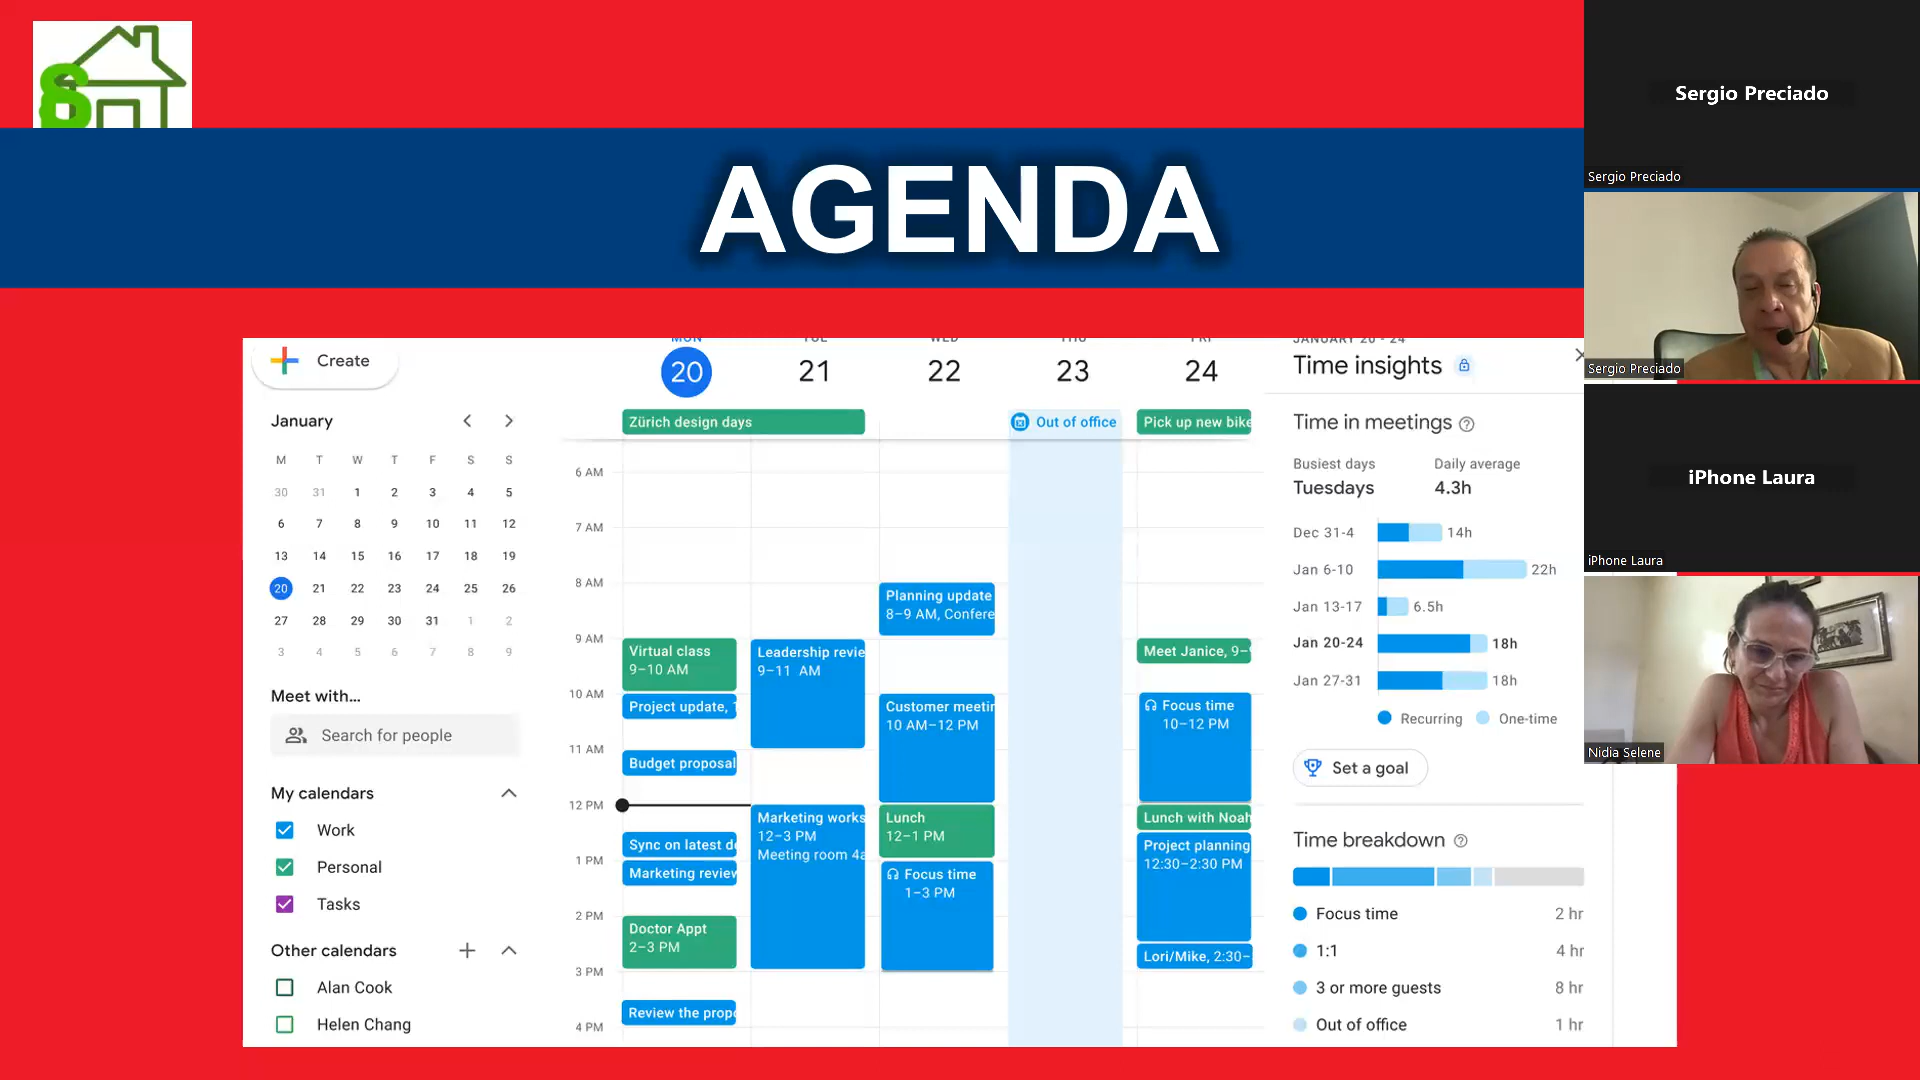 AGENDA
Create
January
M T W T F S S
30 31 1 2 3 4 5
6 7 8 9 10 11 12
13 14 15 16 17 18 19
20 21 22 23 24 25 26
27 28 29 30 31 1 2
3 4 5 6 7 8 9
Meet with...
Search for people
My calendars
Work
Personal
Tasks
Other calendars
Alan Cook
Helen Chang
20 21 22 23 24
Zürich design days
Out of office
Pick up new bike
6 AM
7 AM
8 AM
9 AM
10 AM
11 AM
12 PM
1 PM
2 PM
3 PM
4 PM
Virtual class
9–10 AM
Project update,
Budget proposal
Sync on latest
Marketing review
Doctor Appt
2–3 PM
Review the
Leadership
9–11 AM
Marketing
12–3 PM
Meeting room 4a
Planning update
8–9 AM,
Customer
10 AM–12 PM
Lunch
12–1 PM
Focus time
1–3 PM
Meet Janice, 9–
Focus time
10–12 PM
Lunch with Noah
Project planning
12:30–2:30 PM
Lori/Mike, 2:30–
JANUARY 20 - 24
Time insights
Time in meetings
Busiest days
Tuesdays
Daily average
4.3h
Dec 31-4 14h
Jan 6-10 22h
Jan 13-17 6.5h
Jan 20-24 18h
Jan 27-31 18h
Recurring One-time
Set a goal
Time breakdown
Focus time 2 hr
1:1 4 hr
3 or more guests 8 hr
Out of office 1 hr
Sergio Preciado
Sergio Preciado
Sergio Preciado
iPhone Laura
iPhone Laura
Nidia Selene